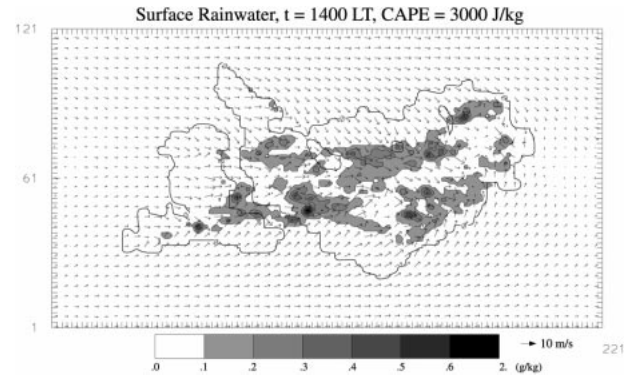 Surface Rainwater, t = 1400 LT, CAPE = 3000 J/kg
121
61
1
10 m/s
221
.0 .1 .2 .3 .4 .5 .6 2. (g/kg)